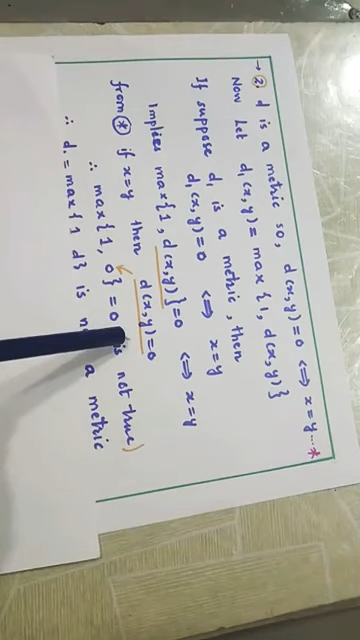 → ② d is a metric so, d(x,y)=0 ⇔ x=y...*
Now let d₁(x,y) = max{1, d(x,y)}
If suppose d₁ is a metric, then
d₁(x,y)=0 ⇔ x=y
Implies max{1, d(x,y)}=0 ⇔ x=y
from ⊛ if x=y then d(x,y)=0
∴ max{1, 0} = 0 is not true)
∴ d₁ = max{1 d} is a metric